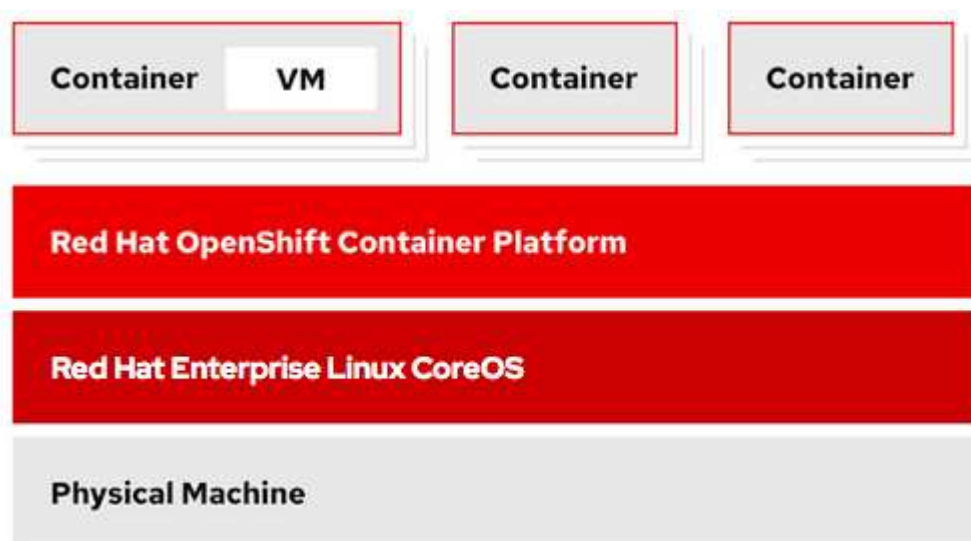 Container VM Container Container
Red Hat OpenShift Container Platform
Red Hat Enterprise Linux CoreOS
Physical Machine